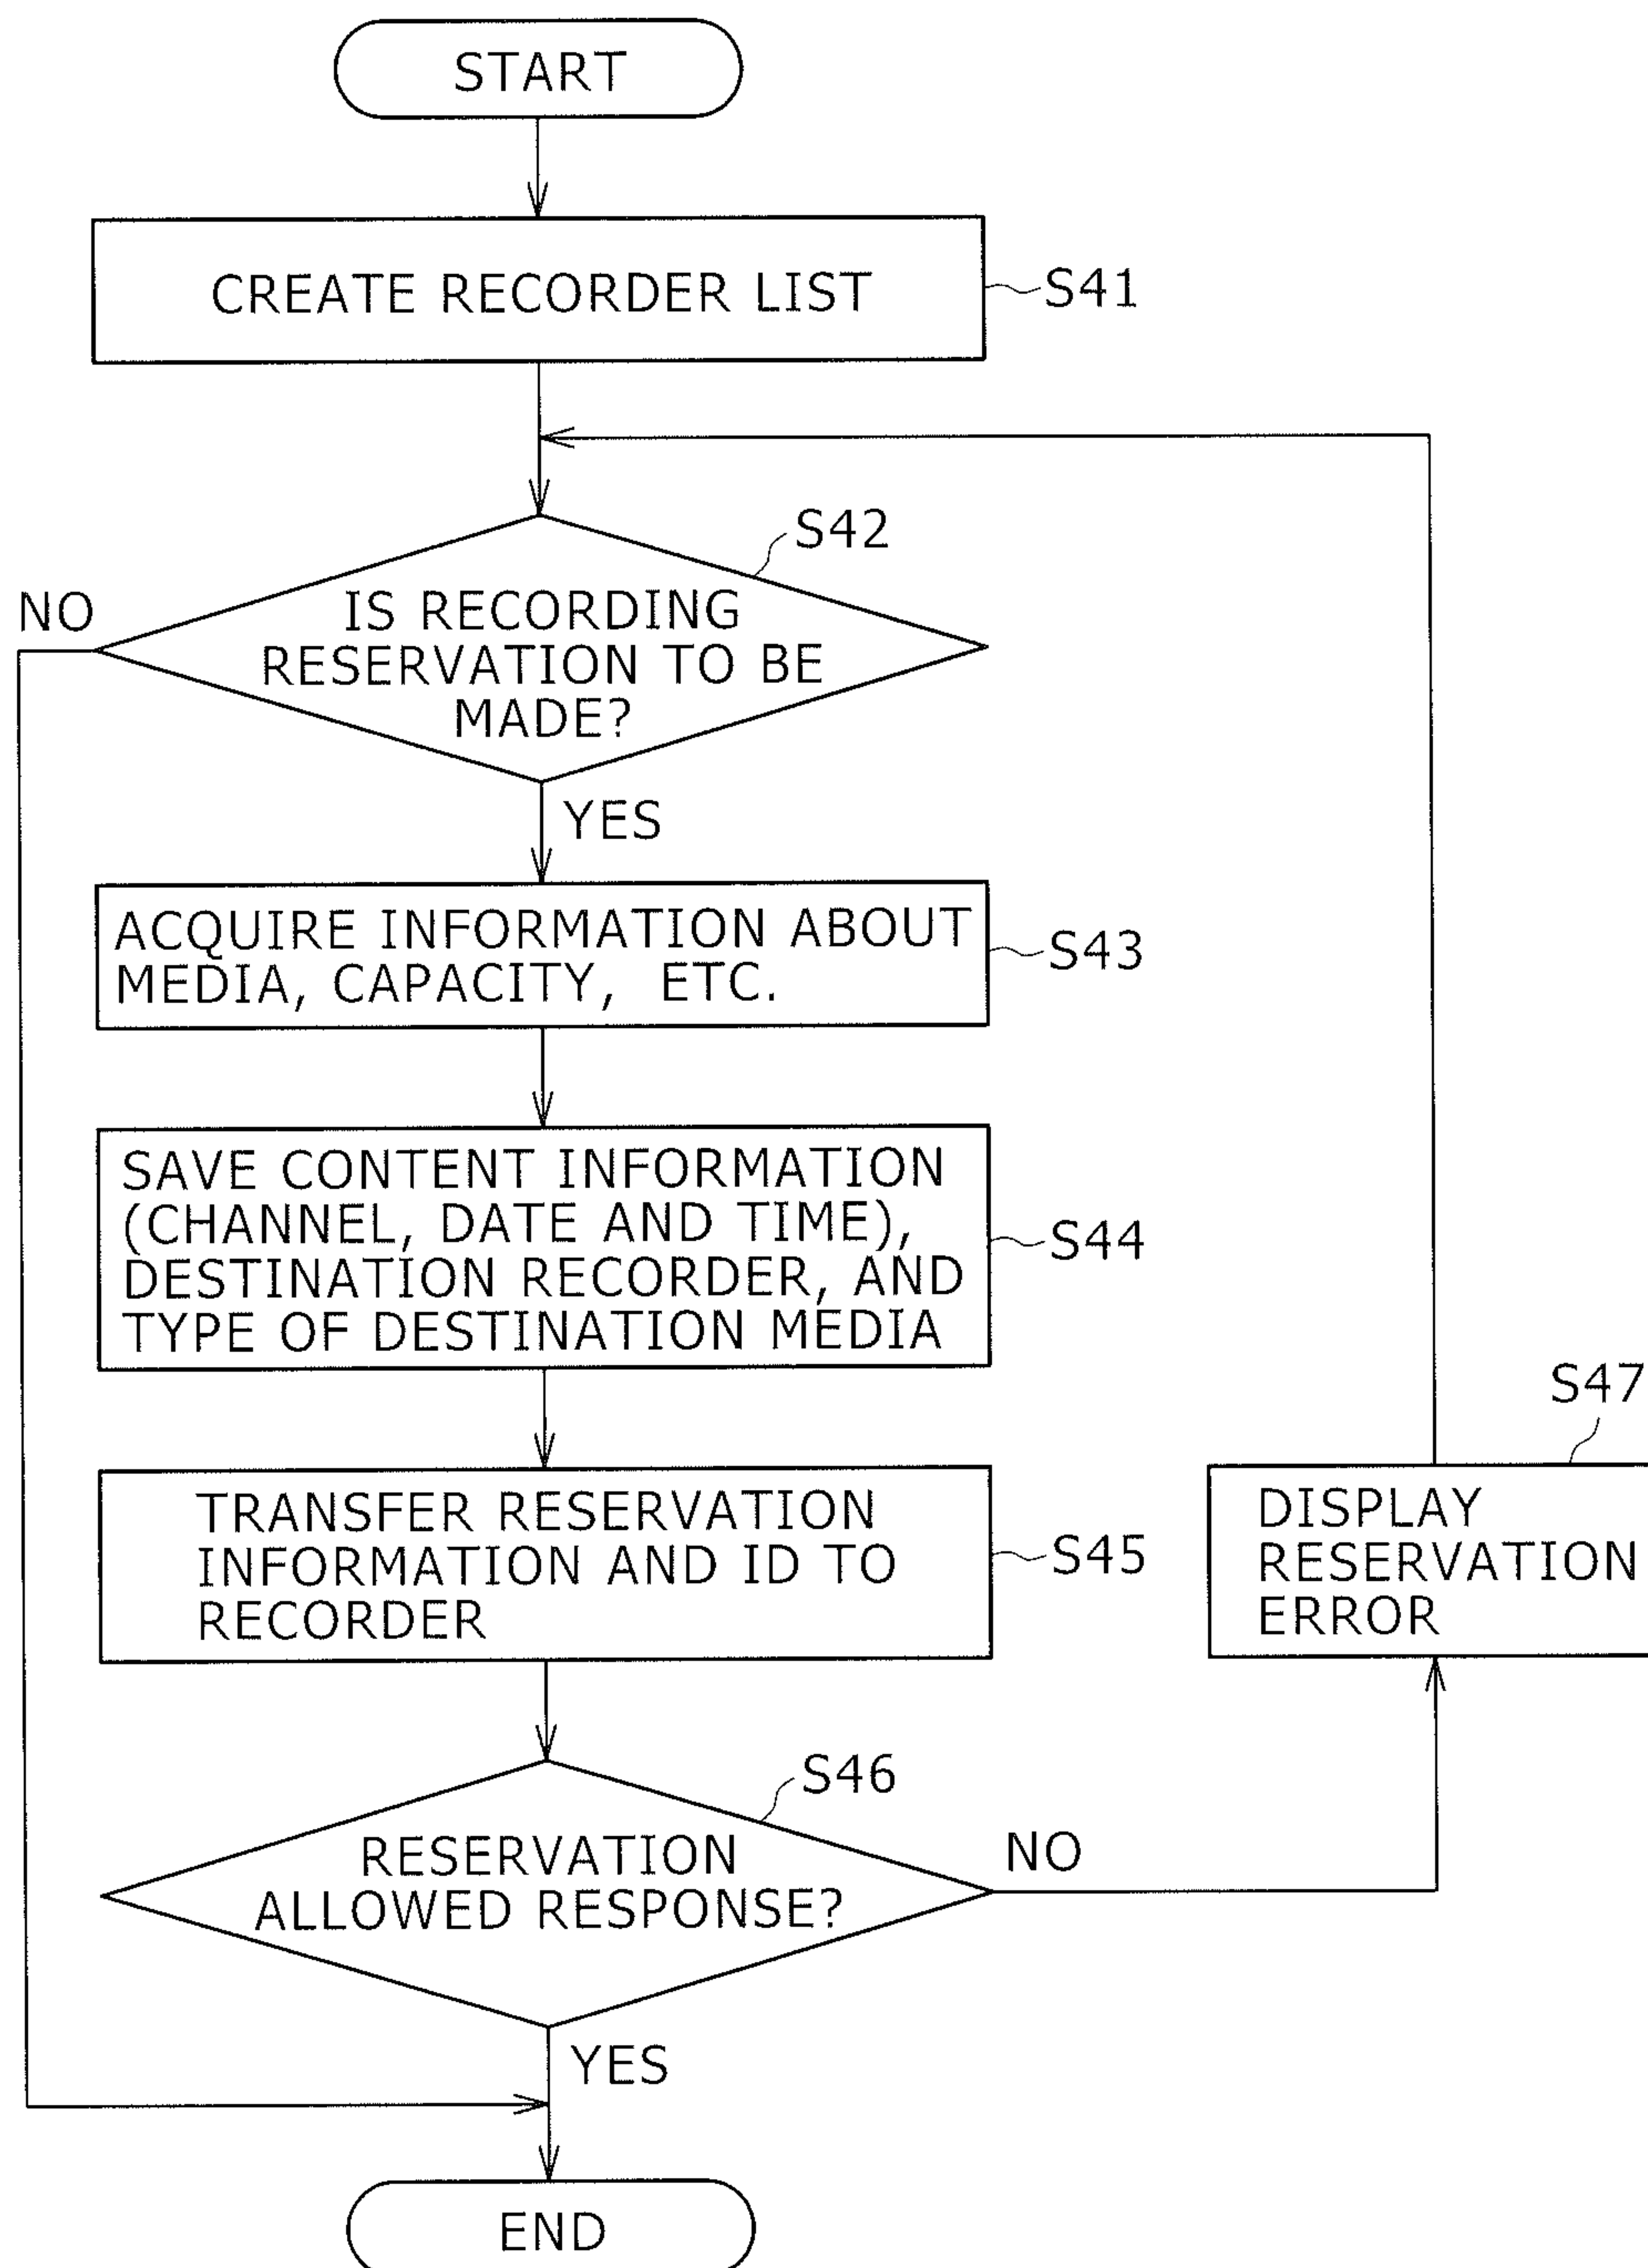 START
CREATE RECORDER LIST
S41
S42
NO
IS RECORDING
RESERVATION TO BE
MADE?
YES
ACQUIRE INFORMATION ABOUT
MEDIA, CAPACITY, ETC.
S43
SAVE CONTENT INFORMATION
(CHANNEL, DATE AND TIME),
DESTINATION RECORDER, AND
TYPE OF DESTINATION MEDIA
S44
S47
TRANSFER RESERVATION
INFORMATION AND ID TO
RECORDER
S45
DISPLAY
RESERVATION
ERROR
S46
RESERVATION
ALLOWED RESPONSE?
NO
YES
END